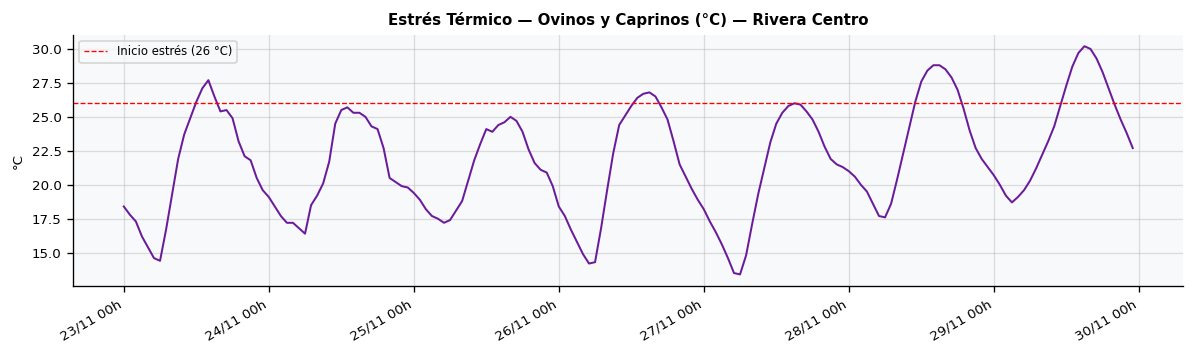 Estrés Térmico — Ovinos y Caprinos (°C) — Rivera Centro
Inicio estrés (26 °C)
°C
30.0
27.5
25.0
22.5
20.0
17.5
15.0
23/11 00h
24/11 00h
25/11 00h
26/11 00h
27/11 00h
28/11 00h
29/11 00h
30/11 00h